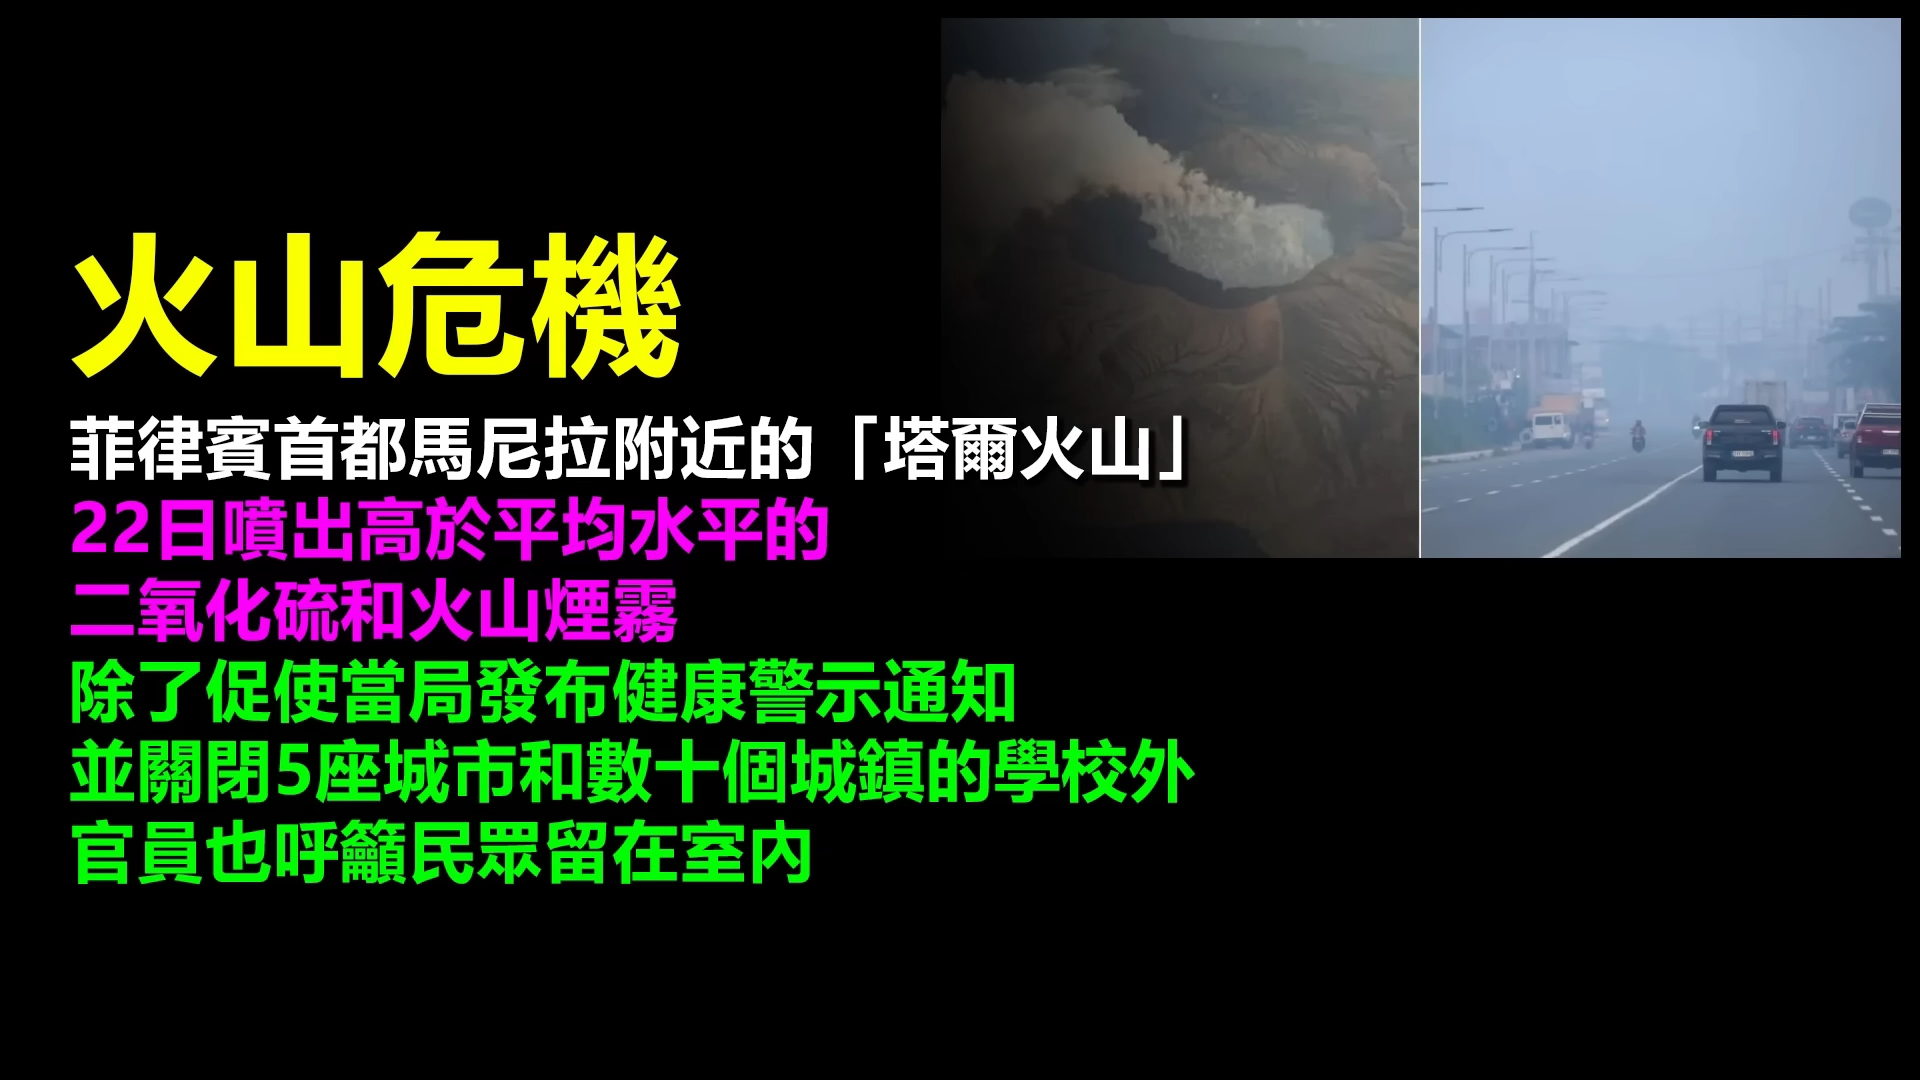 火山危機
菲律賓首都馬尼拉附近的「塔爾火山」
22日噴出高於平均水平的
二氧化硫和火山煙霧
除了促使當局發布健康警示通知
並關閉5座城市和數十個城鎮的學校外
官員也呼籲民眾留在室內